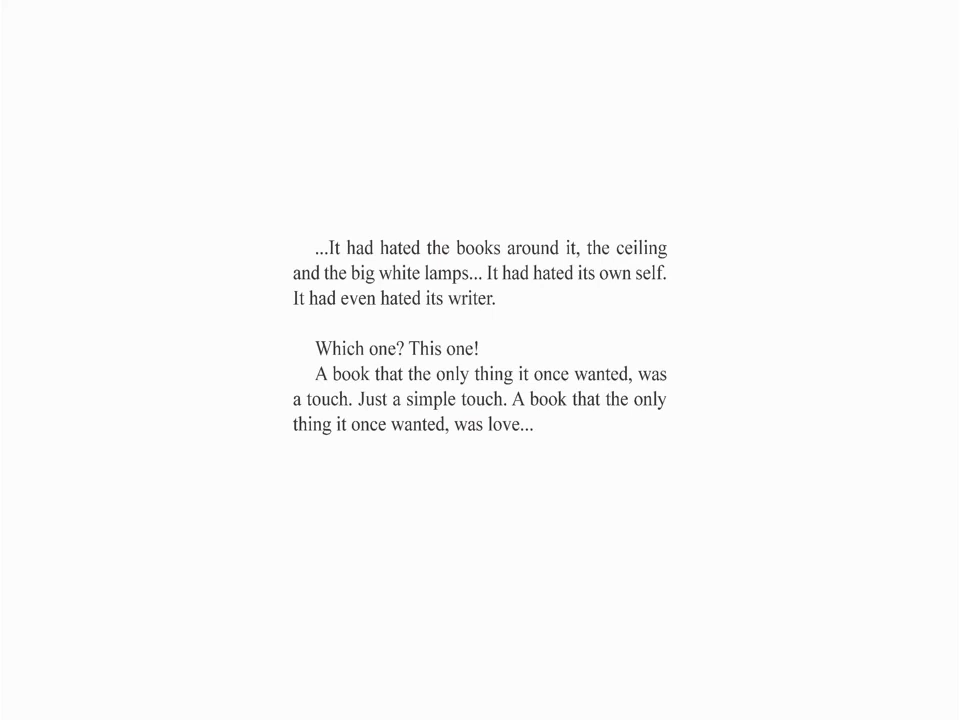 ...It had hated the books around it, the ceiling
and the big white lamps... It had hated its own self.
It had even hated its writer.
Which one? This one!
A book that the only thing it once wanted, was
a touch. Just a simple touch. A book that the only
thing it once wanted, was love...